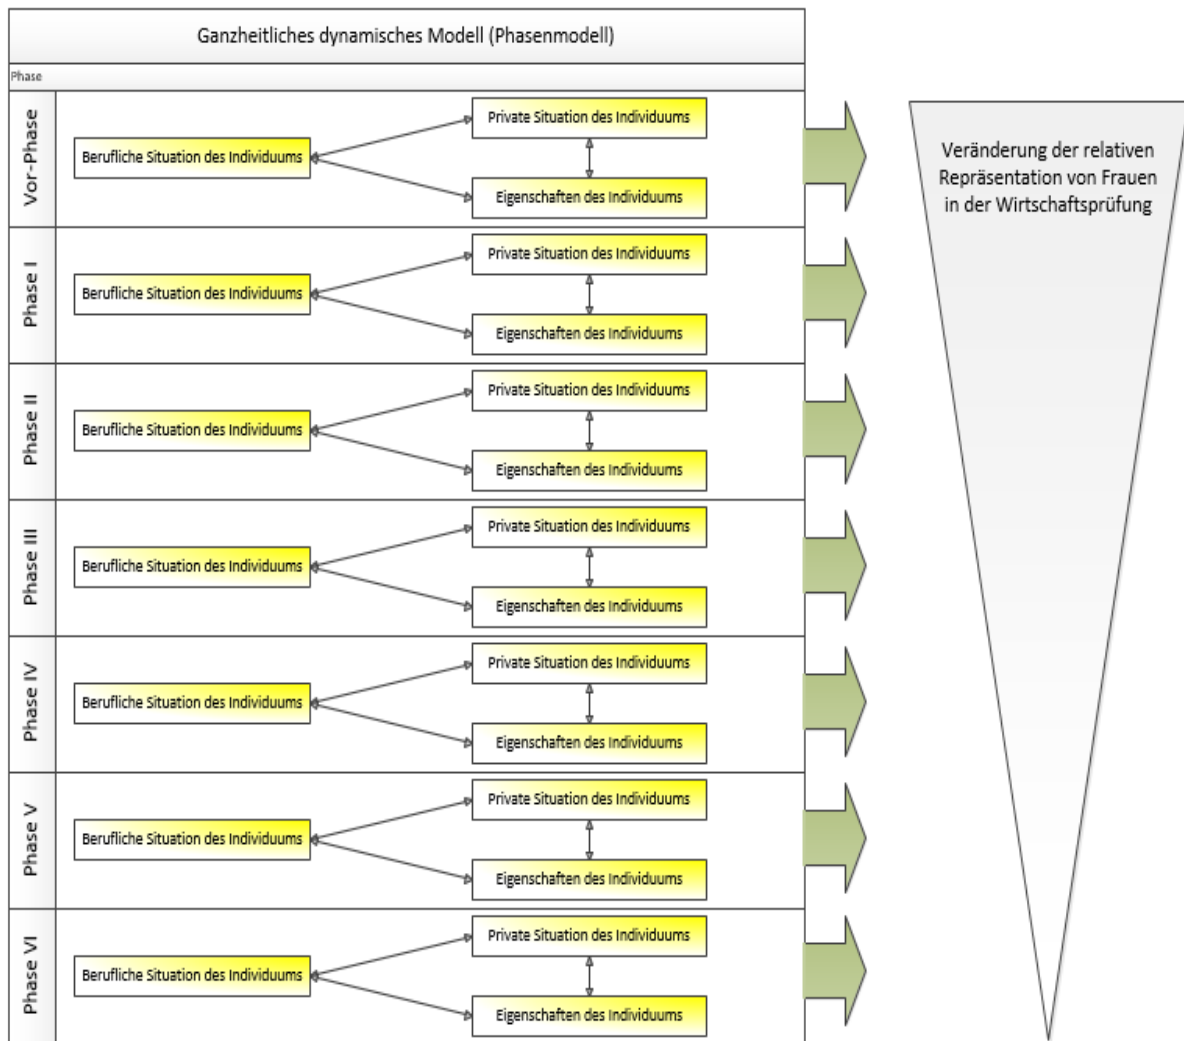 Ganzheitliches dynamisches Modell (Phasenmodell)
Phase
Vor-Phase
Berufliche Situation des Individuums
Private Situation des Individuums
Eigenschaften des Individuums
Veränderung der relativen
Repräsentation von Frauen
in der Wirtschaftsprüfung
Phase I
Berufliche Situation des Individuums
Private Situation des Individuums
Eigenschaften des Individuums
Phase II
Berufliche Situation des Individuums
Private Situation des Individuums
Eigenschaften des Individuums
Phase III
Berufliche Situation des Individuums
Private Situation des Individuums
Eigenschaften des Individuums
Phase IV
Berufliche Situation des Individuums
Private Situation des Individuums
Eigenschaften des Individuums
Phase V
Berufliche Situation des Individuums
Private Situation des Individuums
Eigenschaften des Individuums
Phase VI
Berufliche Situation des Individuums
Private Situation des Individuums
Eigenschaften des Individuums